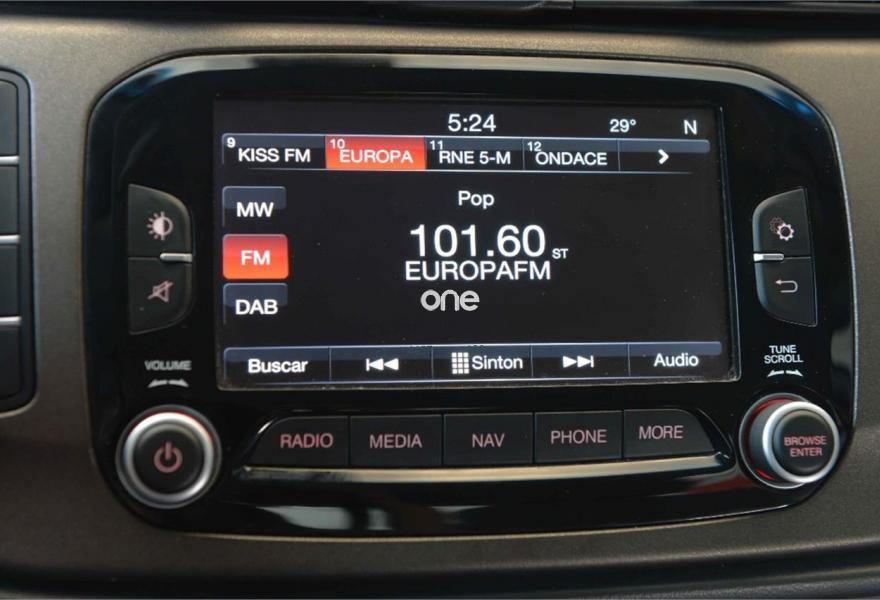 5:24 29° N
9 KISS FM 10 EUROPA 11 RNE 5-M 12 ONDACE >
Pop
MW
101.60 ST
FM
EUROPAFM
one
DAB
Buscar Sinton Audio
VOLUME
TUNE
SCROLL
RADIO MEDIA NAV PHONE MORE
BROWSE
ENTER